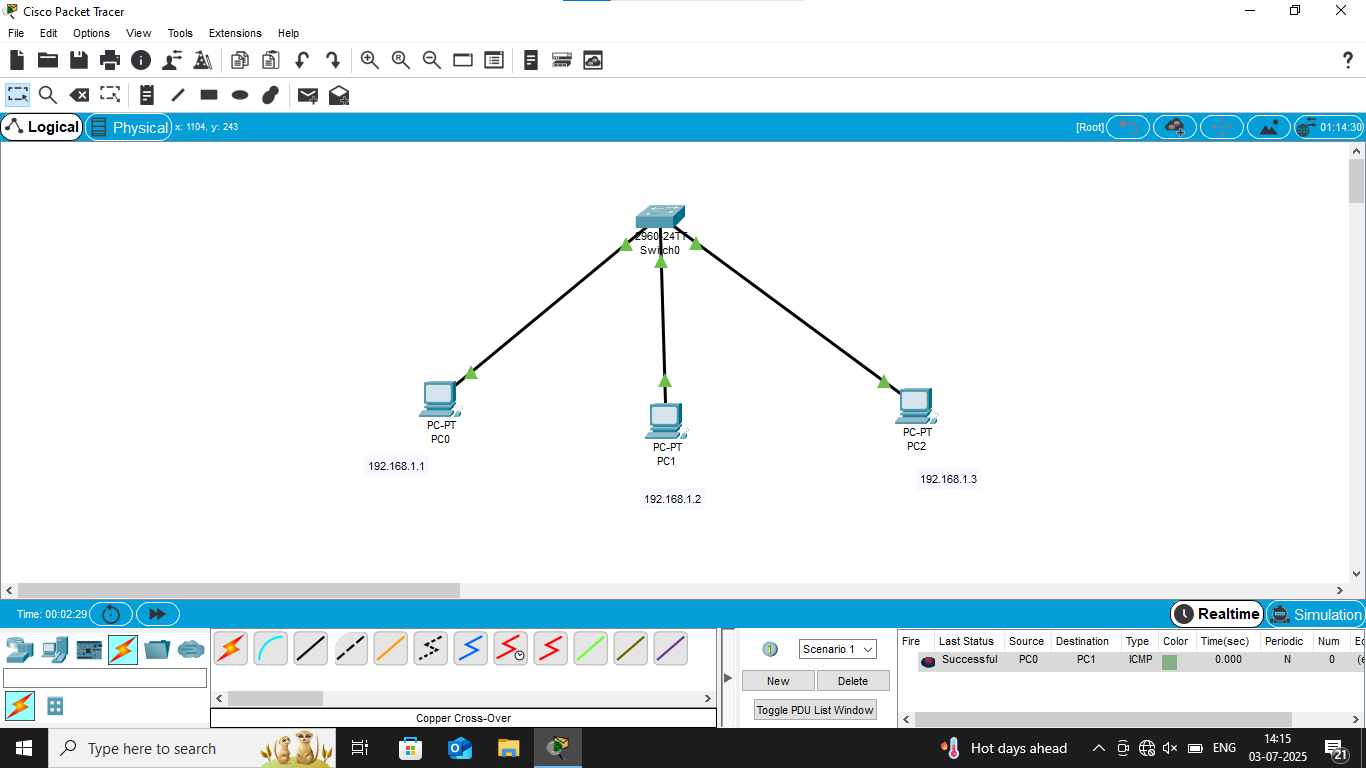 Cisco Packet Tracer
File Edit Options View Tools Extensions Help
Logical Physical x: 1104, y: 243 [Root] 01:14:30
2960-24TT
Switch0
PC-PT
PC0
192.168.1.1
PC-PT
PC1
192.168.1.2
PC-PT
PC2
192.168.1.3
Time: 00:02:29 Realtime Simulation
Copper Cross-Over
Scenario 1
New Delete
Toggle PDU List Window
Fire Last Status Source Destination Type Color Time(sec) Periodic Num Ec
Successful PC0 PC1 ICMP 0.000 N 0 (e
Type here to search
Hot days ahead
ENG
14:15
03-07-2025
21